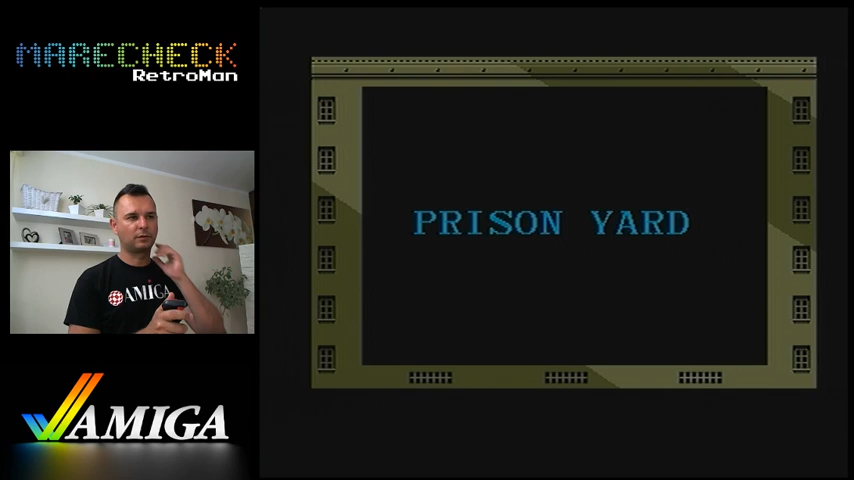 MARECHECK
RetroMan
PRISON YARD
AMIGA
AMIGA